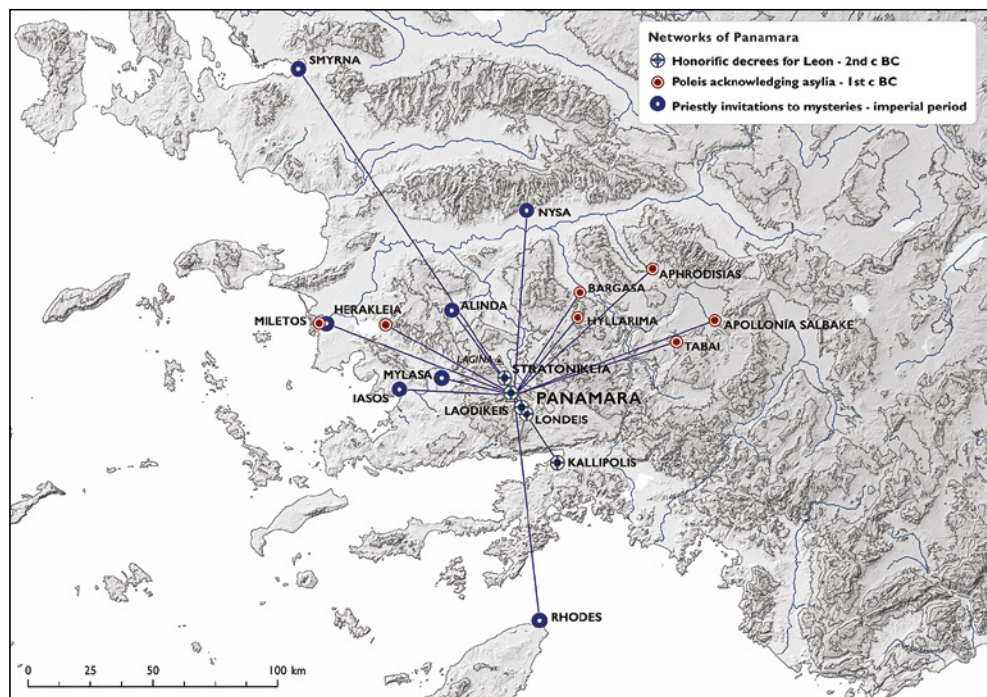 Networks of Panamara
Honorific decrees for Leon - 2nd c BC
Poleis acknowledging asylia - 1st c BC
Priestly invitations to mysteries - imperial period
SMYRNA
NYSA
APHRODISIAS
BARGASA
ALINDA
HERAKLEIA
MILETOS
HYLLARIMA
APOLLONIA SALBAKE
TABAI
LAGINA
STRATONIKEIA
MYLASA
IASOS
PANAMARA
LAODIKEIS
LONDEIS
KALLIPOLIS
RHODES
0 25 50 100 km